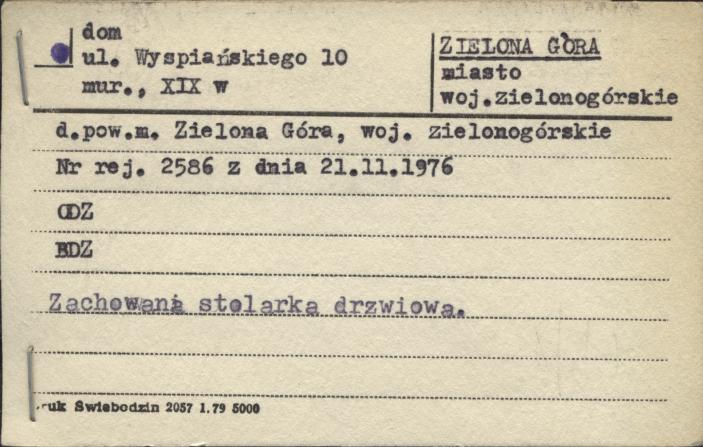 dom
ul. Wyspiańskiego 10
mur., XIX w
ZIELONA GÓRA
miasto
woj.zielonogórskie
d.pow.m. Zielona Góra, woj. zielonogórskie
Nr rej. 2586 z dnia 21.11.1976
ODZ
BDZ
Zachowana stolarka drzwiowa.
ruk Świebodzin 2057 1.79 5000